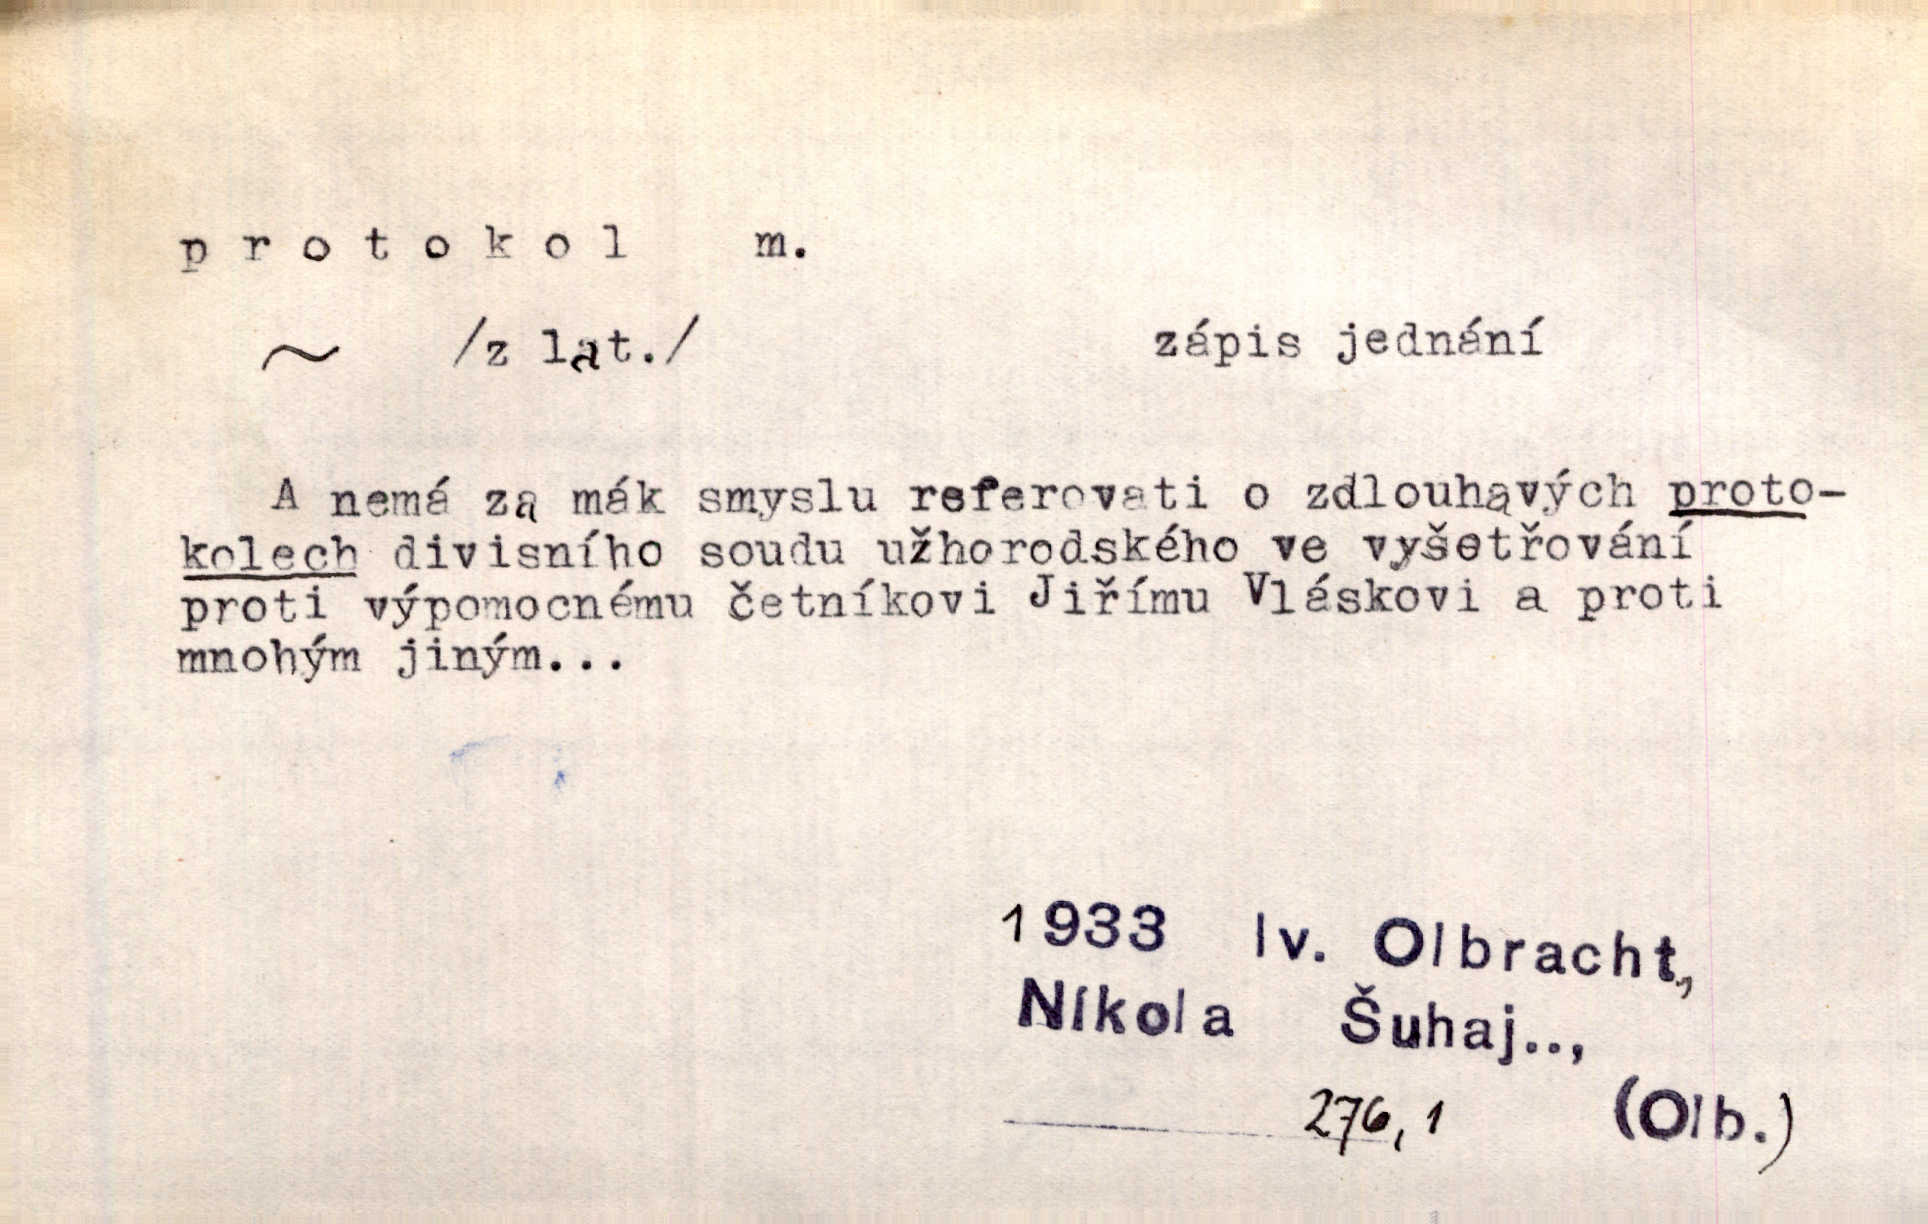 protokol m.
~ /z lat./ zápis jednání
A nemá za mák smyslu referovati o zdlouhavých proto-
kolech divisního soudu užhorodského ve vyšetřování
proti výpomocnému četníkovi Jiřímu Vláskovi a proti
mnohým jiným...
1933 Iv. Olbracht,
Nikola Šuhaj..,
276, 1 (Olb.)